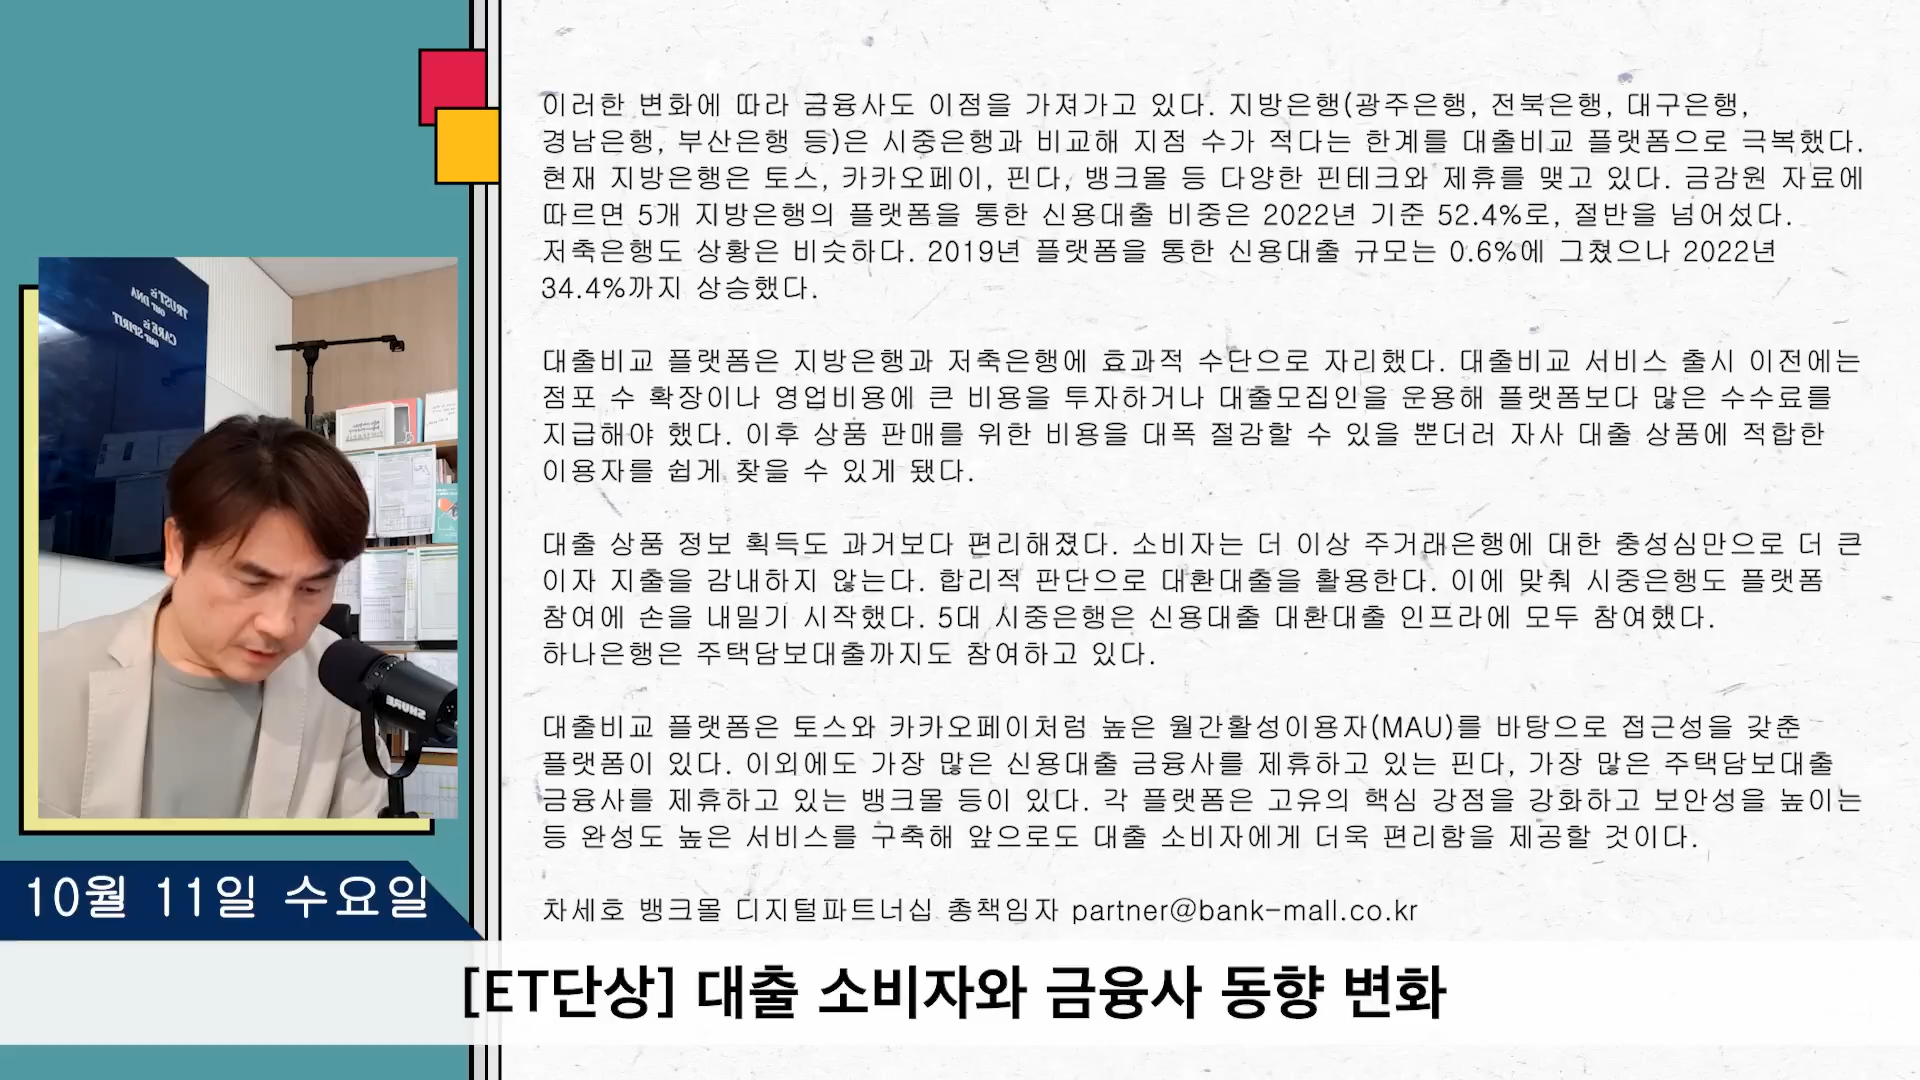 이러한 변화에 따라 금융사도 이점을 가져가고 있다. 지방은행(광주은행, 전북은행, 대구은행,
경남은행, 부산은행 등)은 시중은행과 비교해 지점 수가 적다는 한계를 대출비교 플랫폼으로 극복했다.
현재 지방은행은 토스, 카카오페이, 핀다, 뱅크몰 등 다양한 핀테크와 제휴를 맺고 있다. 금감원 자료에
따르면 5개 지방은행의 플랫폼을 통한 신용대출 비중은 2022년 기준 52.4%로, 절반을 넘어섰다.
저축은행도 상황은 비슷하다. 2019년 플랫폼을 통한 신용대출 규모는 0.6%에 그쳤으나 2022년
34.4%까지 상승했다.
대출비교 플랫폼은 지방은행과 저축은행에 효과적 수단으로 자리했다. 대출비교 서비스 출시 이전에는
점포 수 확장이나 영업비용에 큰 비용을 투자하거나 대출모집인을 운용해 플랫폼보다 많은 수수료를
지급해야 했다. 이후 상품 판매를 위한 비용을 대폭 절감할 수 있을 뿐더러 자사 대출 상품에 적합한
이용자를 쉽게 찾을 수 있게 됐다.
대출 상품 정보 획득도 과거보다 편리해졌다. 소비자는 더 이상 주거래은행에 대한 충성심만으로 더 큰
이자 지출을 감내하지 않는다. 합리적 판단으로 대환대출을 활용한다. 이에 맞춰 시중은행도 플랫폼
참여에 손을 내밀기 시작했다. 5대 시중은행은 신용대출 대환대출 인프라에 모두 참여했다.
하나은행은 주택담보대출까지도 참여하고 있다.
대출비교 플랫폼은 토스와 카카오페이처럼 높은 월간활성이용자(MAU)를 바탕으로 접근성을 갖춘
플랫폼이 있다. 이외에도 가장 많은 신용대출 금융사를 제휴하고 있는 핀다, 가장 많은 주택담보대출
금융사를 제휴하고 있는 뱅크몰 등이 있다. 각 플랫폼은 고유의 핵심 강점을 강화하고 보안성을 높이는
등 완성도 높은 서비스를 구축해 앞으로도 대출 소비자에게 더욱 편리함을 제공할 것이다.
차세호 뱅크몰 디지털파트너십 총책임자 partner@bank-mall.co.kr
TRUST is
our DNA
CARE is
our SPIRIT
SHURE
10월 11일 수요일
[ET단상] 대출 소비자와 금융사 동향 변화